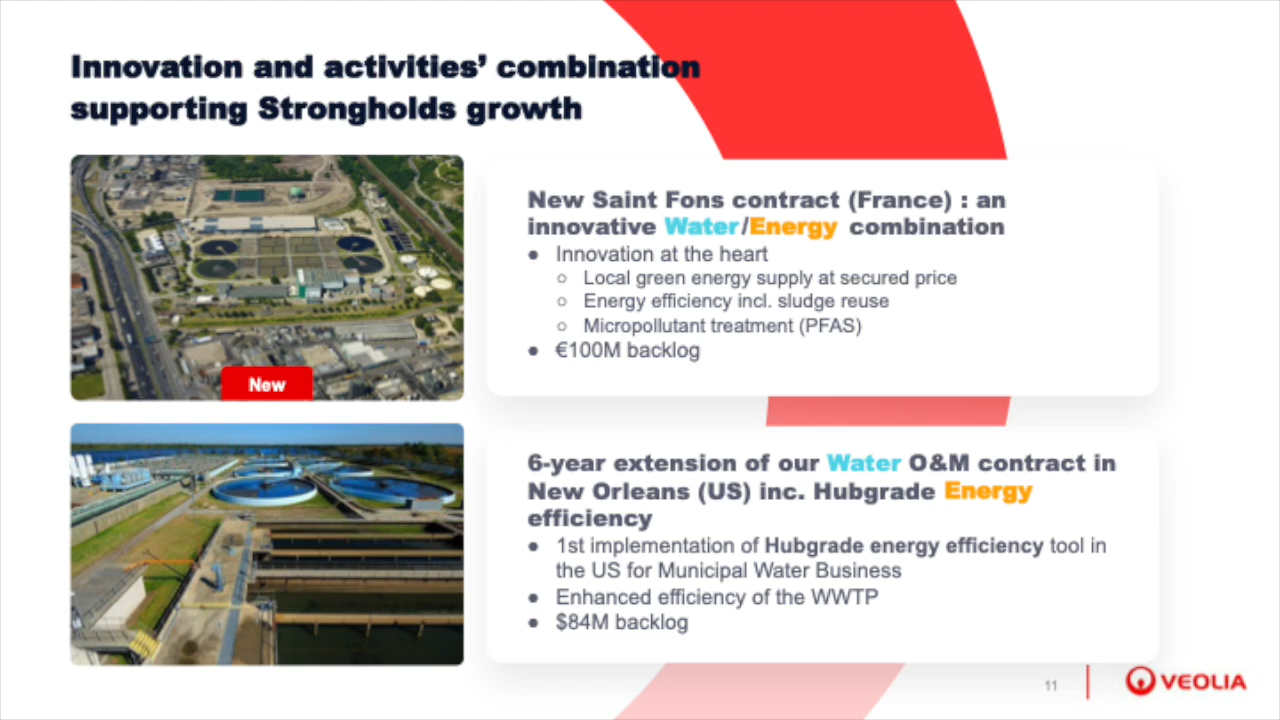 Innovation and activities’ combination
supporting Strongholds growth
New Saint Fons contract (France) : an
innovative Water/Energy combination
● Innovation at the heart
○ Local green energy supply at secured price
○ Energy efficiency incl. sludge reuse
○ Micropollutant treatment (PFAS)
● €100M backlog
New
6-year extension of our Water O&M contract in
New Orleans (US) inc. Hubgrade Energy
efficiency
● 1st implementation of Hubgrade energy efficiency tool in
the US for Municipal Water Business
● Enhanced efficiency of the WWTP
● $84M backlog
11
VEOLIA